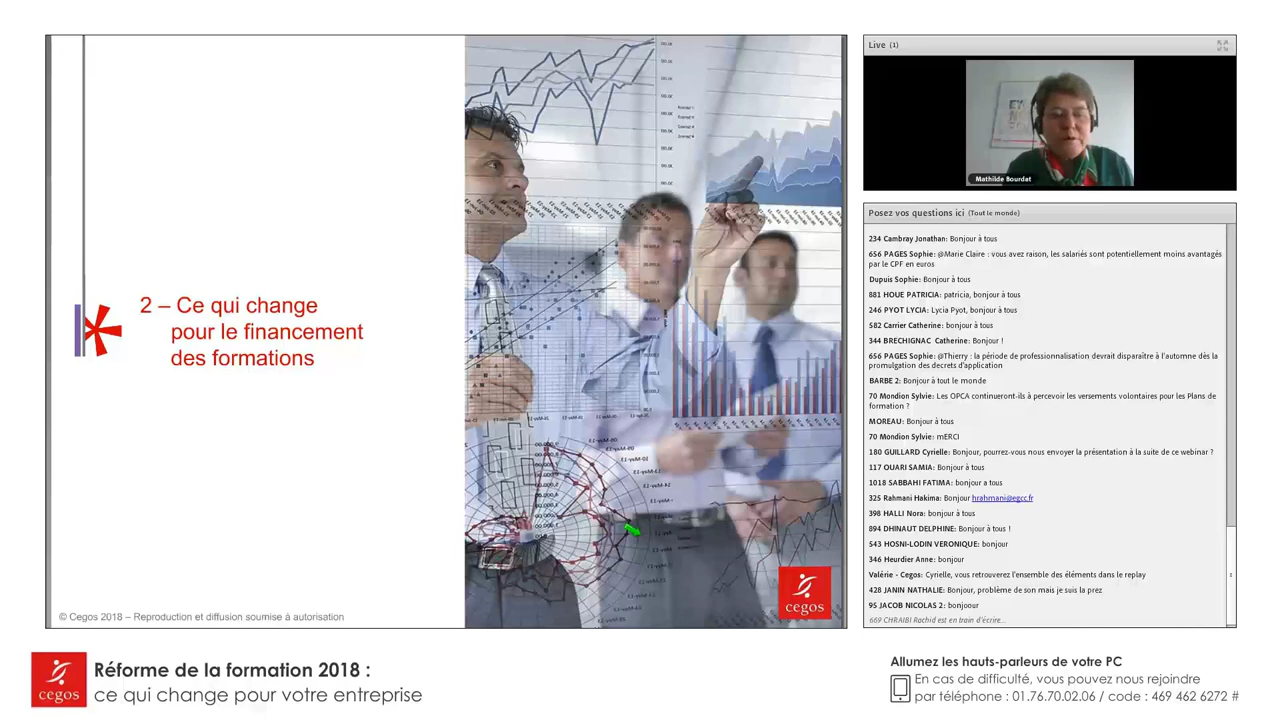 2 – Ce qui change
pour le financement
des formations
cegos
© Cegos 2018 – Reproduction et diffusion soumise à autorisation
Live (1)
Mathilde Bourdat
Posez vos questions ici (Tout le monde)
234 Cambray Jonathan: Bonjour à tous
656 PAGES Sophie: @Marie Claire : vous avez raison, les salariés sont potentiellement moins avantagés
par le CPF en euros
Dupuis Sophie: Bonjour à tous
881 HOUE PATRICIA: patricia, bonjour à tous
246 PYOT LYCIA: Lycia Pyot, bonjour à tous
582 Carrier Catherine: bonjour à tous
344 BRECHIGNAC Catherine: Bonjour !
656 PAGES Sophie: @Thierry : la période de professionnalisation devrait disparaître à l'automne dès la
promulgation des decrets d'application
BARBE 2: Bonjour à tout le monde
70 Mondion Sylvie: Les OPCA continueront-ils à percevoir les versements volontaires pour les Plans de
formation ?
MOREAU: Bonjour à tous
70 Mondion Sylvie: mERCI
180 GUILLARD Cyrielle: Bonjour, pourrez-vous nous envoyer la présentation à la suite de ce webinar ?
117 OUARI SAMIA: Bonjour à tous
1018 SABBAHI FATIMA: bonjour a tous
325 Rahmani Hakima: Bonjour hrahmani@egcc.fr
398 HALLI Nora: bonjour à tous
894 DHINAUT DELPHINE: Bonjour à tous !
543 HOSNI-LODIN VERONIQUE: bonjour
346 Heurdier Anne: bonjour
Valérie - Cegos: Cyrielle, vous retrouverez l'ensemble des éléments dans le replay
428 JANIN NATHALIE: Bonjour, problème de son mais je suis la prez
95 JACOB NICOLAS 2: bonjoour
669 CHRAIBI Rachid est en train d'écrire...
cegos
Réforme de la formation 2018 :
ce qui change pour votre entreprise
Allumez les hauts-parleurs de votre PC
En cas de difficulté, vous pouvez nous rejoindre
par téléphone : 01.76.70.02.06 / code : 469 462 6272 #